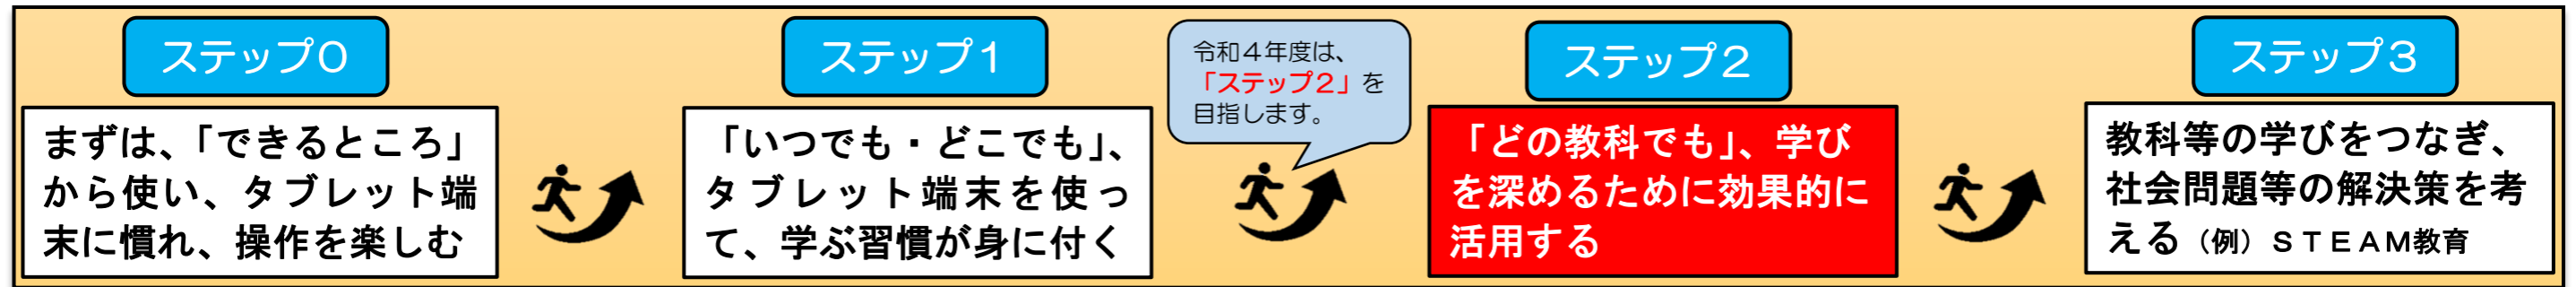 ステップ0
まずは、「できるところ」
から使い、タブレット端
末に慣れ、操作を楽しむ
ステップ1
「いつでも・どこでも」、
タブレット端末を使っ
て、学ぶ習慣が身に付く
令和4年度は、
「ステップ2」を
目指します。
ステップ2
「どの教科でも」、学び
を深めるために効果的に
活用する
ステップ3
教科等の学びをつなぎ、
社会問題等の解決策を考
える（例）ＳＴＥＡＭ教育